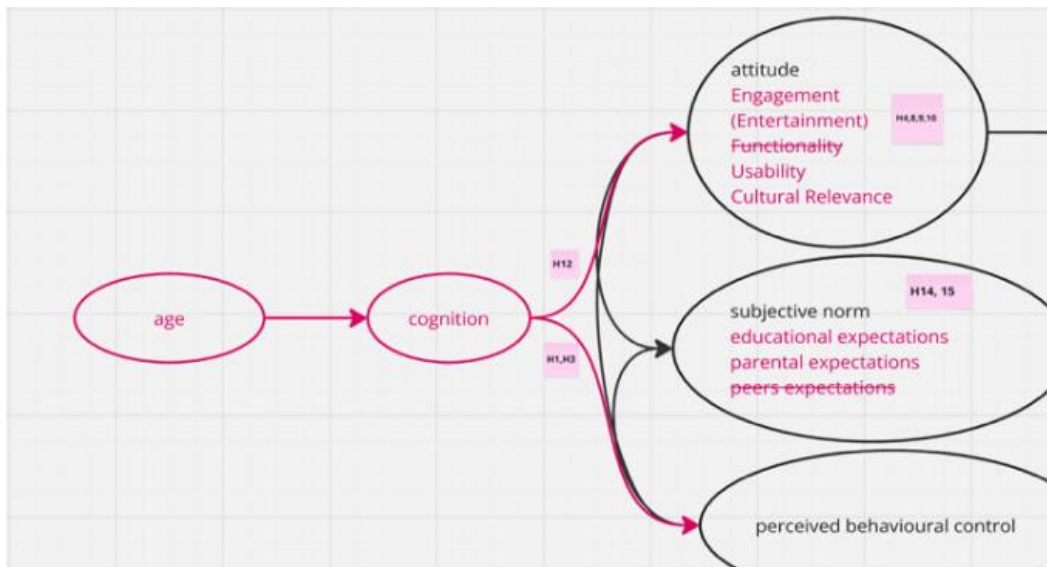 attitude
Engagement
(Entertainment)
Functionality
Usability
Cultural Relevance
H4,8,9,10
H12
age
cognition
H1,H3
H14, 15
subjective norm
educational expectations
parental expectations
peers expectations
perceived behavioural control